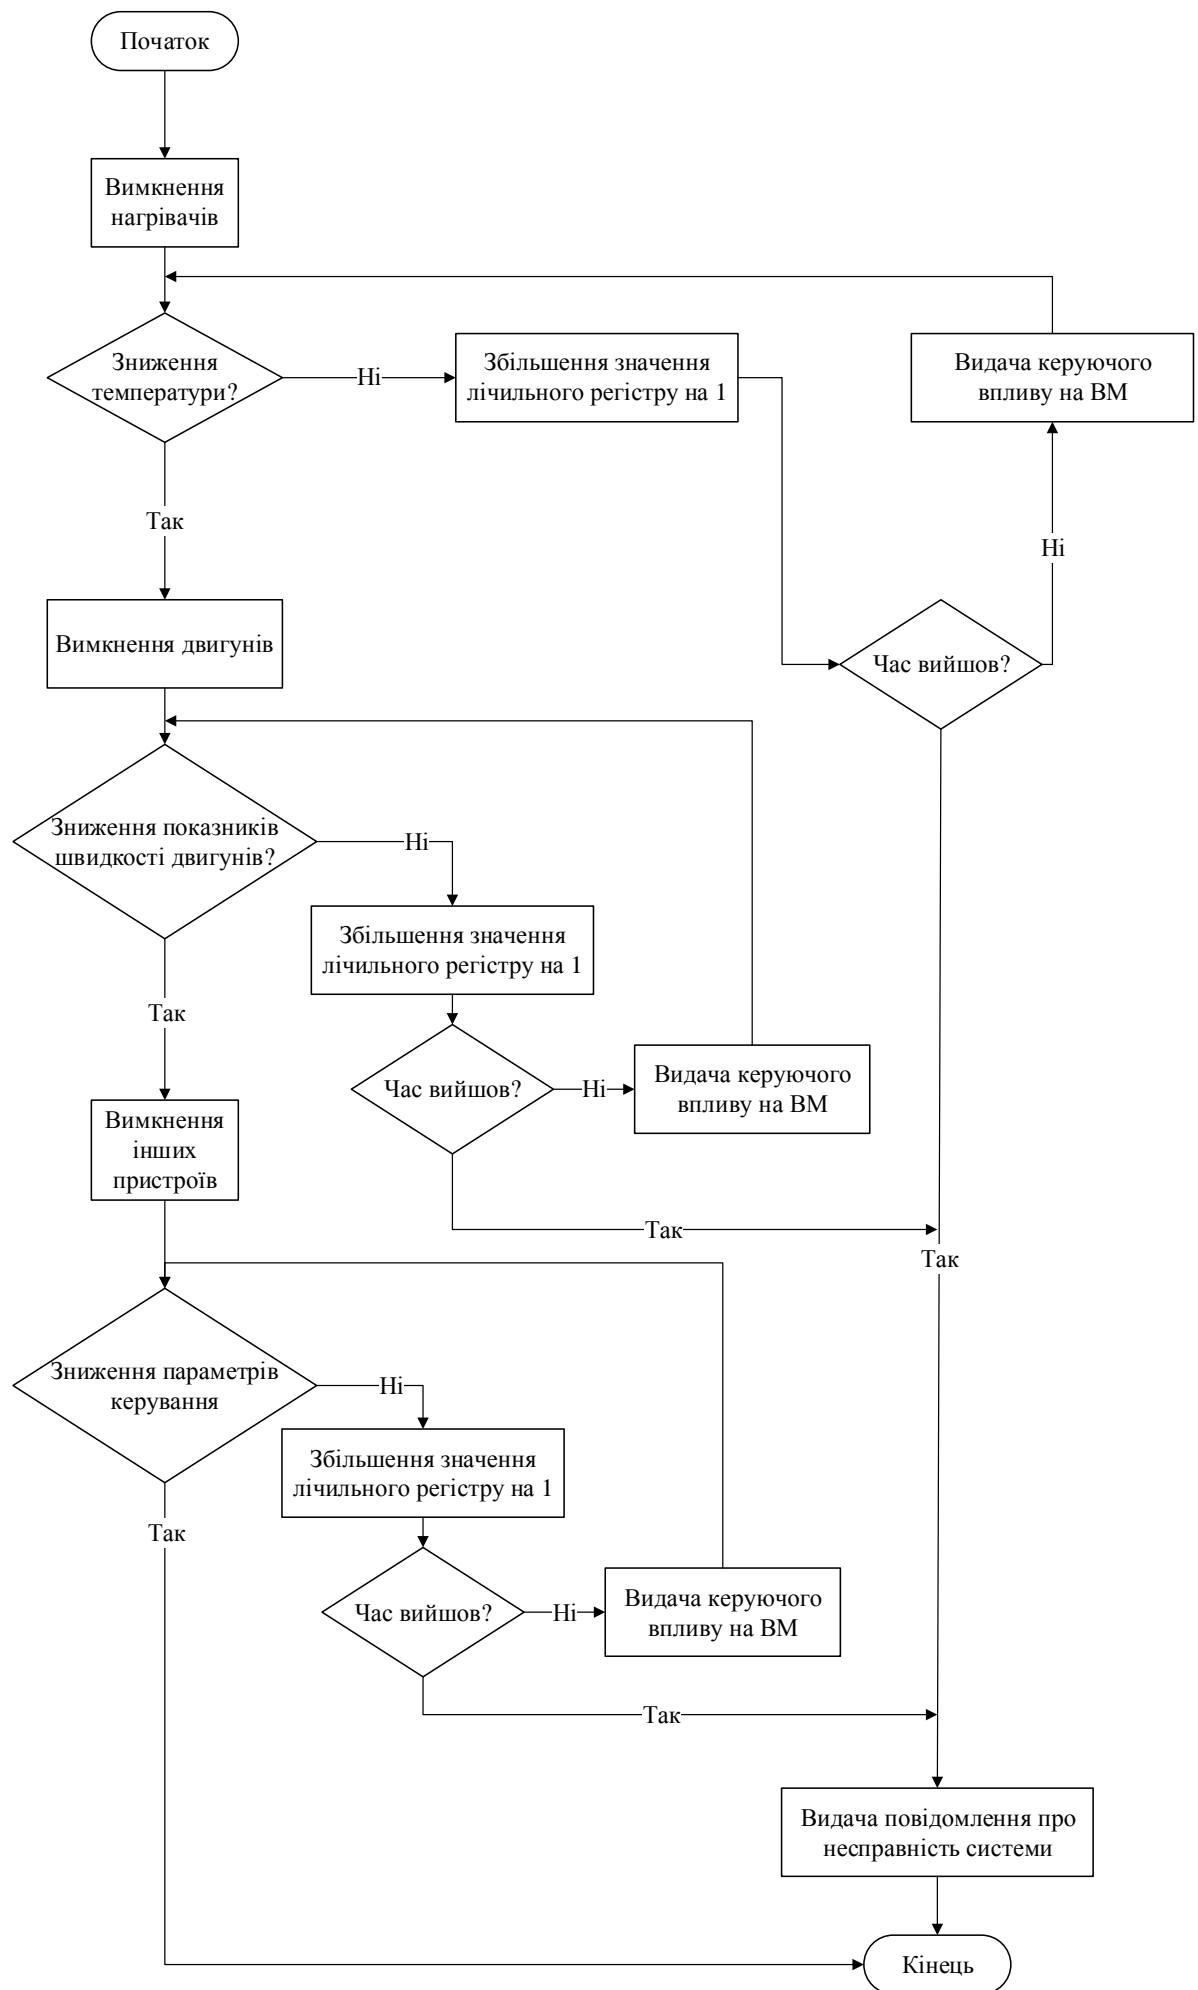 Початок
Вимкнення
нагрівачів
Зниження
температури?
Ні
Збільшення значення
лічильного регістру на 1
Видача керуючого
впливу на ВМ
Так
Ні
Вимкнення двигунів
Час вийшов?
Зниження показників
швидкості двигунів?
Ні
Збільшення значення
лічильного регістру на 1
Так
Час вийшов?
Ні
Видача керуючого
впливу на ВМ
Вимкнення
інших
пристроїв
Так
Так
Зниження параметрів
керування
Ні
Збільшення значення
лічильного регістру на 1
Так
Час вийшов?
Ні
Видача керуючого
впливу на ВМ
Так
Видача повідомлення про
несправність системи
Кінець